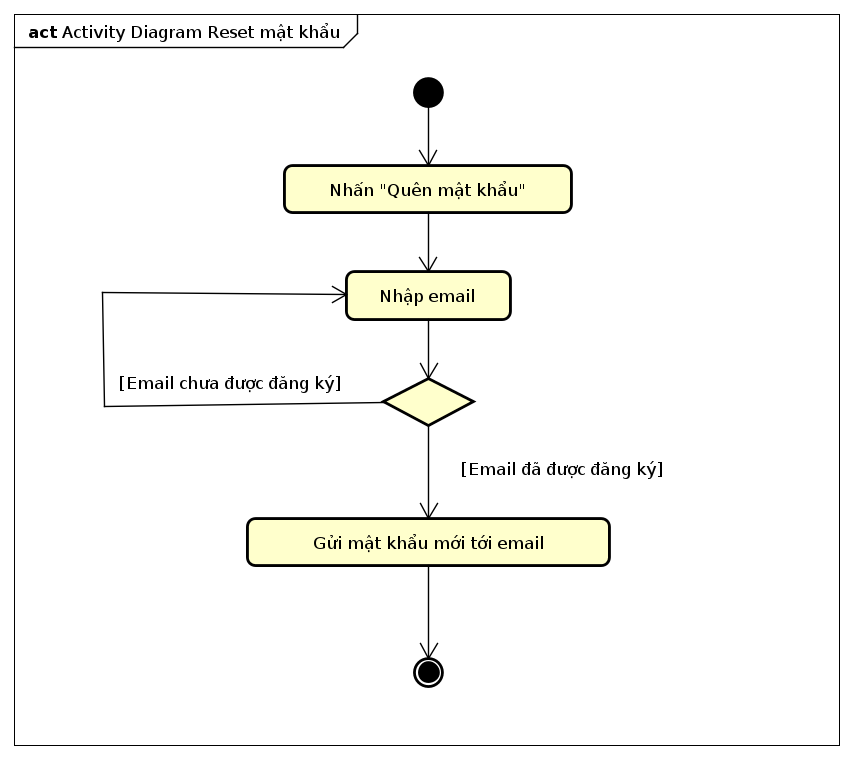 act Activity Diagram Reset mật khẩu
Nhấn "Quên mật khẩu"
Nhập email
[Email chưa được đăng ký]
[Email đã được đăng ký]
Gửi mật khẩu mới tới email